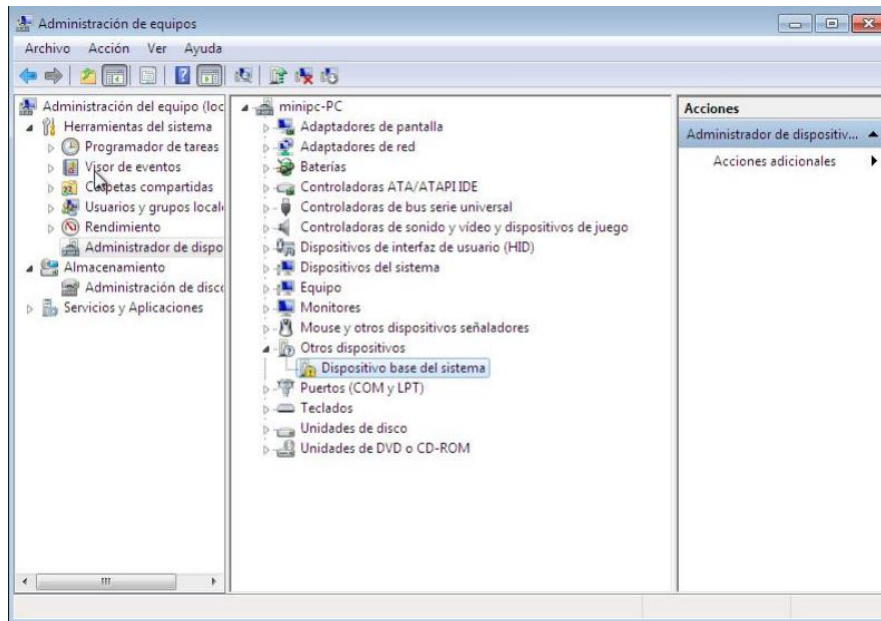 Administración de equipos
Archivo Acción Ver Ayuda
Administración del equipo (loc
Herramientas del sistema
Programador de tareas
Visor de eventos
Carpetas compartidas
Usuarios y grupos locale
Rendimiento
Administrador de dispo
Almacenamiento
Administración de disco
Servicios y Aplicaciones
minipc-PC
Adaptadores de pantalla
Adaptadores de red
Baterías
Controladoras ATA/ATAPI IDE
Controladoras de bus serie universal
Controladoras de sonido y vídeo y dispositivos de juego
Dispositivos de interfaz de usuario (HID)
Dispositivos del sistema
Equipo
Monitores
Mouse y otros dispositivos señaladores
Otros dispositivos
Dispositivo base del sistema
Puertos (COM y LPT)
Teclados
Unidades de disco
Unidades de DVD o CD-ROM
Acciones
Administrador de dispositiv...
Acciones adicionales